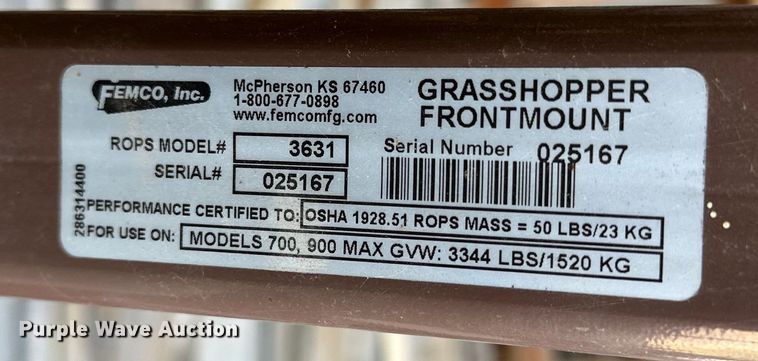 FEMCO, Inc.
McPherson KS 67460
1-800-677-0898
www.femcomfg.com
GRASSHOPPER
FRONTMOUNT
ROPS MODEL# 3631
SERIAL# 025167
Serial Number 025167
286314400
PERFORMANCE CERTIFIED TO: OSHA 1928.51 ROPS MASS = 50 LBS/23 KG
FOR USE ON: MODELS 700, 900 MAX GVW: 3344 LBS/1520 KG
Purple Wave Auction